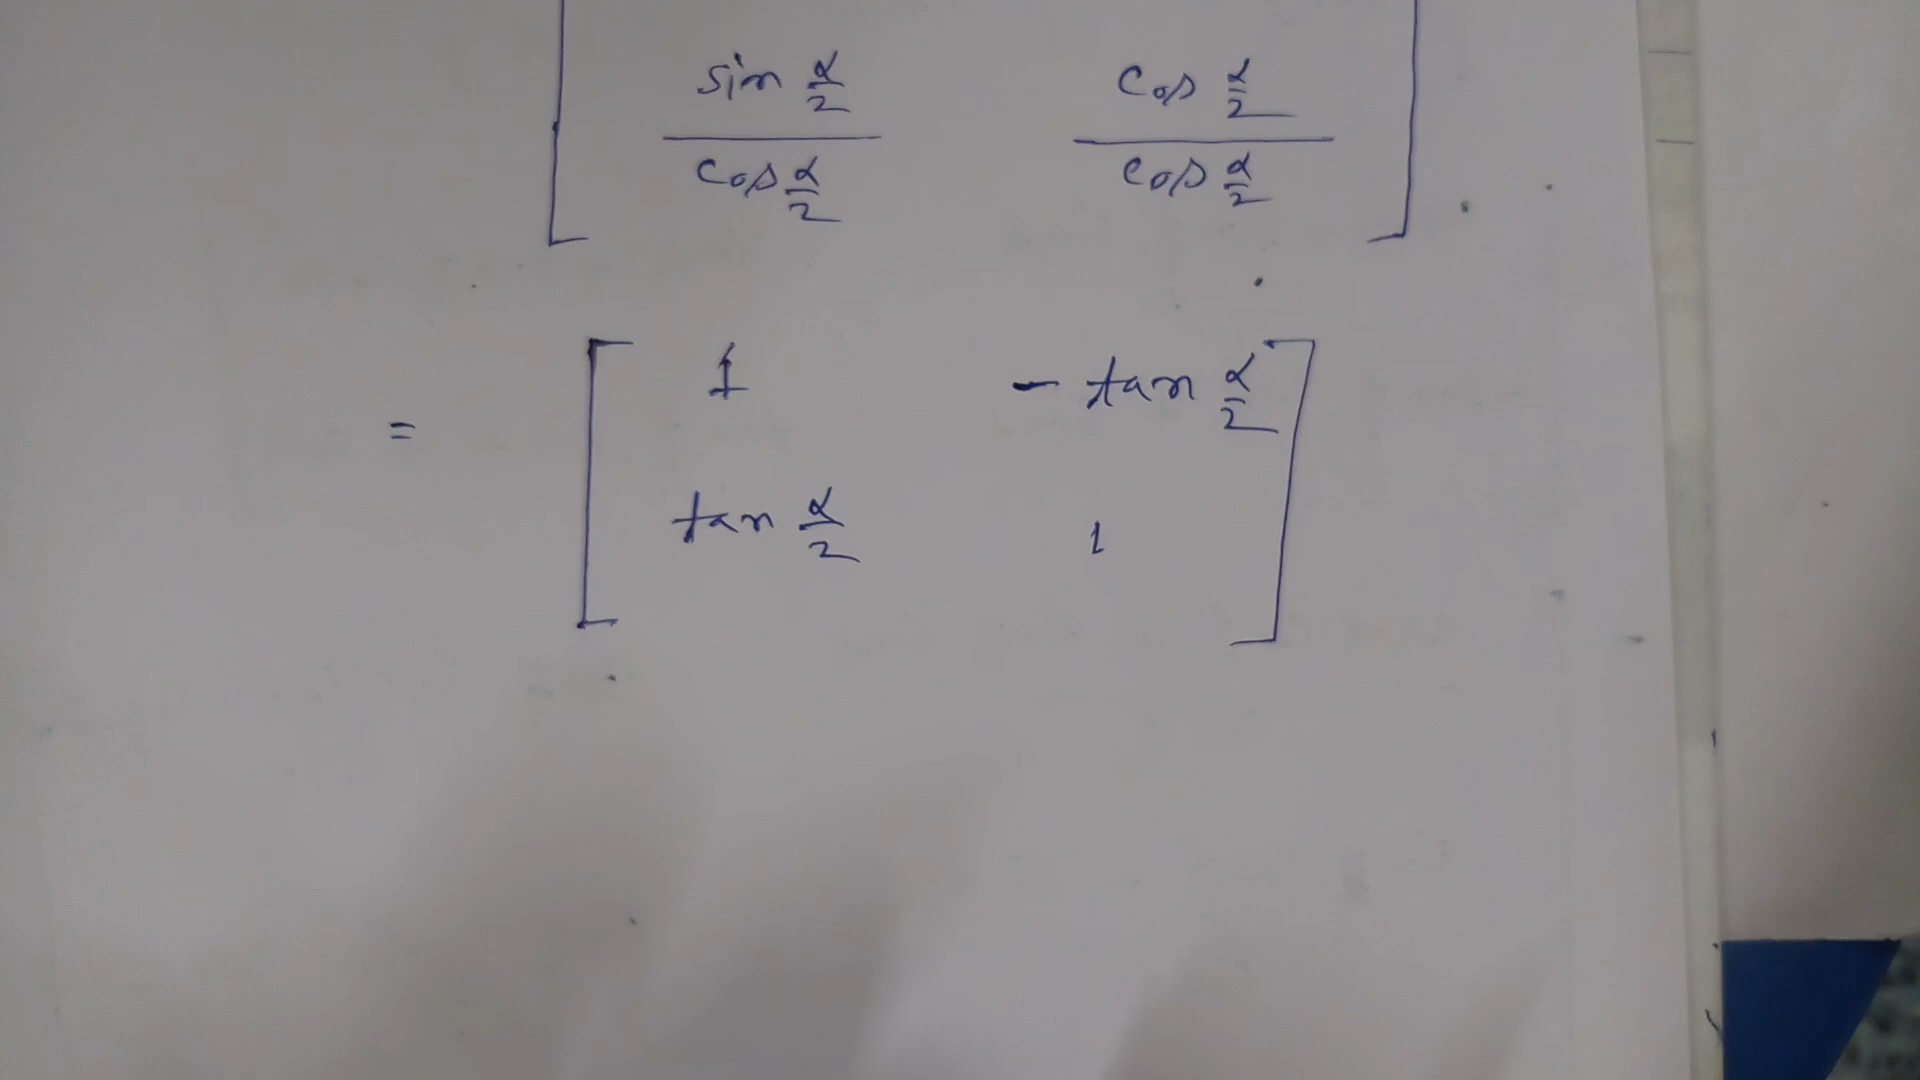 sin α/2 cos α/2
cos α/2 cos α/2
= [ 1 - tan α/2
tan α/2 1 ]